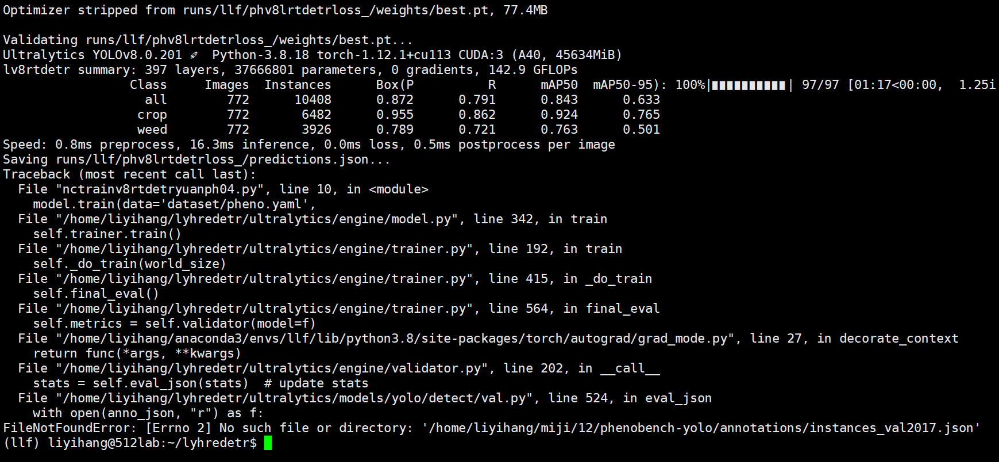 Optimizer stripped from runs/llf/phv8lrtdetrloss_/weights/best.pt, 77.4MB
Validating runs/llf/phv8lrtdetrloss_/weights/best.pt...
Ultralytics YOLOv8.0.201 🚀 Python-3.8.18 torch-1.12.1+cu113 CUDA:3 (A40, 45634MiB)
lv8rtdetr summary: 397 layers, 37666801 parameters, 0 gradients, 142.9 GFLOPs
Class Images Instances Box(P R mAP50 mAP50-95): 100%|██████████| 97/97 [01:17<00:00, 1.25i
all 772 10408 0.872 0.791 0.843 0.633
crop 772 6482 0.955 0.862 0.924 0.765
weed 772 3926 0.789 0.721 0.763 0.501
Speed: 0.8ms preprocess, 16.3ms inference, 0.0ms loss, 0.5ms postprocess per image
Saving runs/llf/phv8lrtdetrloss_/predictions.json...
Traceback (most recent call last):
File "nctrainv8rtdetryuanph04.py", line 10, in <module>
model.train(data='dataset/pheno.yaml',
File "/home/liyihang/lyhredetr/ultralytics/engine/model.py", line 342, in train
self.trainer.train()
File "/home/liyihang/lyhredetr/ultralytics/engine/trainer.py", line 192, in train
self._do_train(world_size)
File "/home/liyihang/lyhredetr/ultralytics/engine/trainer.py", line 415, in _do_train
self.final_eval()
File "/home/liyihang/lyhredetr/ultralytics/engine/trainer.py", line 564, in final_eval
self.metrics = self.validator(model=f)
File "/home/liyihang/anaconda3/envs/llf/lib/python3.8/site-packages/torch/autograd/grad_mode.py", line 27, in decorate_context
return func(*args, **kwargs)
File "/home/liyihang/lyhredetr/ultralytics/engine/validator.py", line 202, in __call__
stats = self.eval_json(stats)  # update stats
File "/home/liyihang/lyhredetr/ultralytics/models/yolo/detect/val.py", line 524, in eval_json
with open(anno_json, "r") as f:
FileNotFoundError: [Errno 2] No such file or directory: '/home/liyihang/miji/12/phenobench-yolo/annotations/instances_val2017.json'
(llf) liyihang@512lab:~/lyhredetr$